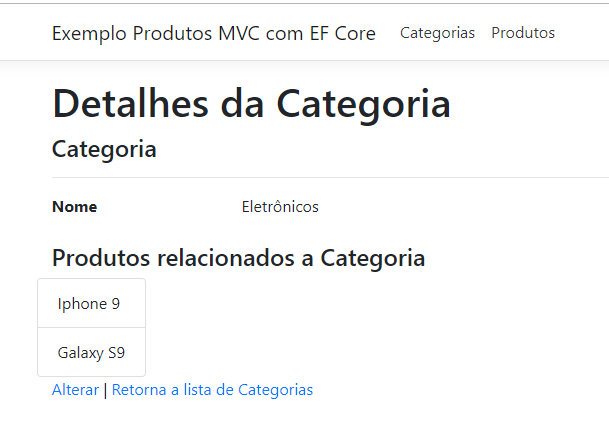 Exemplo Produtos MVC com EF Core Categorias Produtos
Detalhes da Categoria
Categoria
Nome Eletrônicos
Produtos relacionados a Categoria
Iphone 9
Galaxy S9
Alterar | Retorna a lista de Categorias